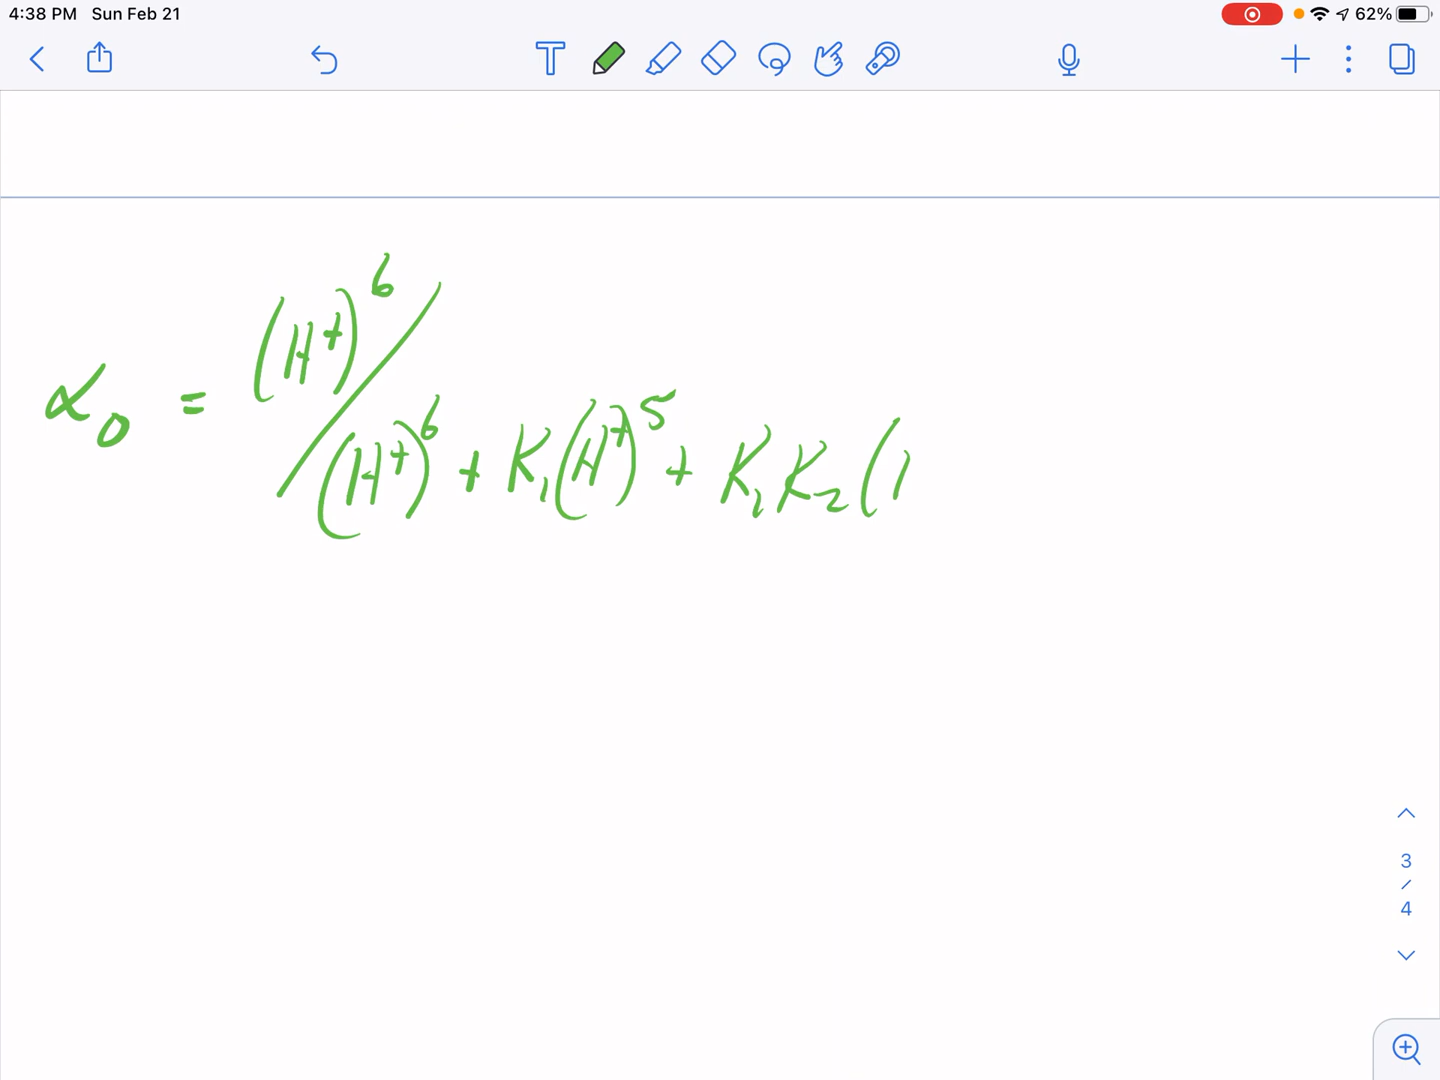 4:38 PM Sun Feb 21 62%
α₀ = (H⁺)⁶ / (H⁺)⁶ + K₁(H⁺)⁵ + K₁K₂(
3
/
4